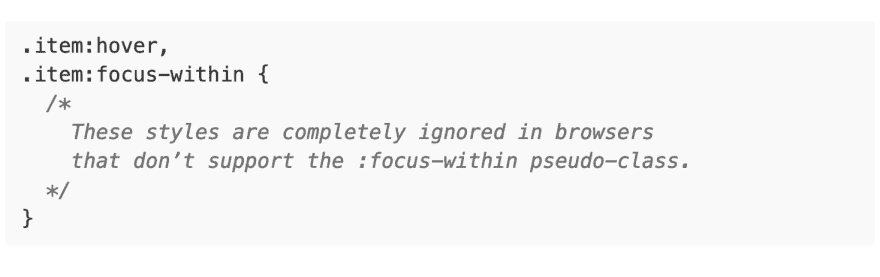 .item:hover,
.item:focus-within {
  /*
    These styles are completely ignored in browsers
    that don’t support the :focus-within pseudo-class.
  */
}